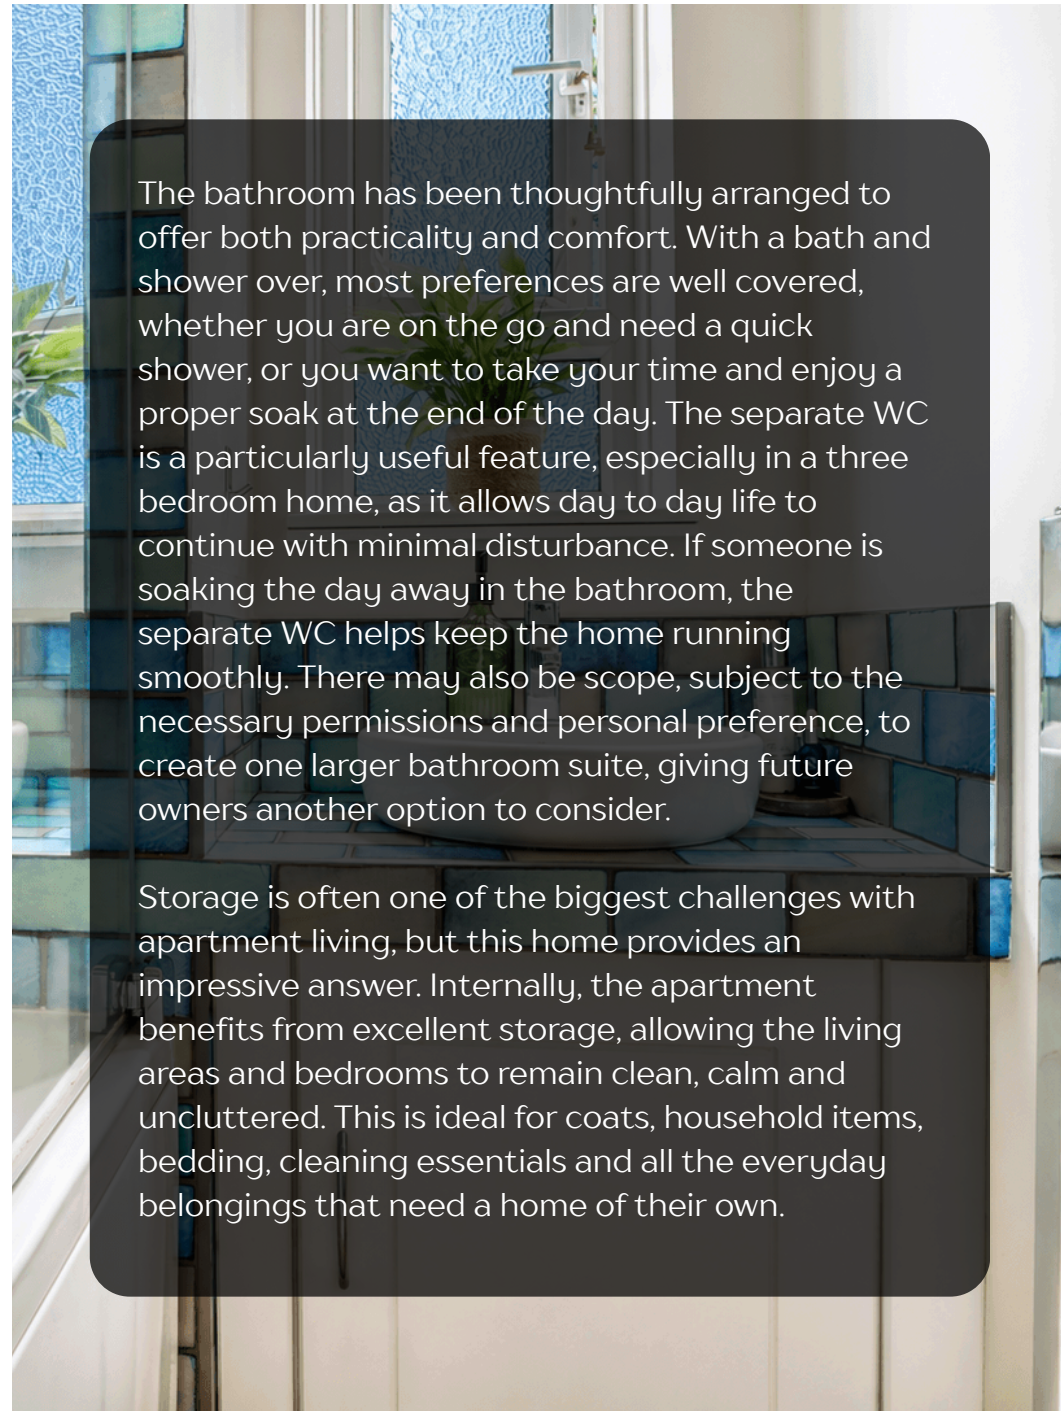 The bathroom has been thoughtfully arranged to
offer both practicality and comfort. With a bath and
shower over, most preferences are well covered,
whether you are on the go and need a quick
shower, or you want to take your time and enjoy a
proper soak at the end of the day. The separate WC
is a particularly useful feature, especially in a three
bedroom home, as it allows day to day life to
continue with minimal disturbance. If someone is
soaking the day away in the bathroom, the
separate WC helps keep the home running
smoothly. There may also be scope, subject to the
necessary permissions and personal preference, to
create one larger bathroom suite, giving future
owners another option to consider.
Storage is often one of the biggest challenges with
apartment living, but this home provides an
impressive answer. Internally, the apartment
benefits from excellent storage, allowing the living
areas and bedrooms to remain clean, calm and
uncluttered. This is ideal for coats, household items,
bedding, cleaning essentials and all the everyday
belongings that need a home of their own.